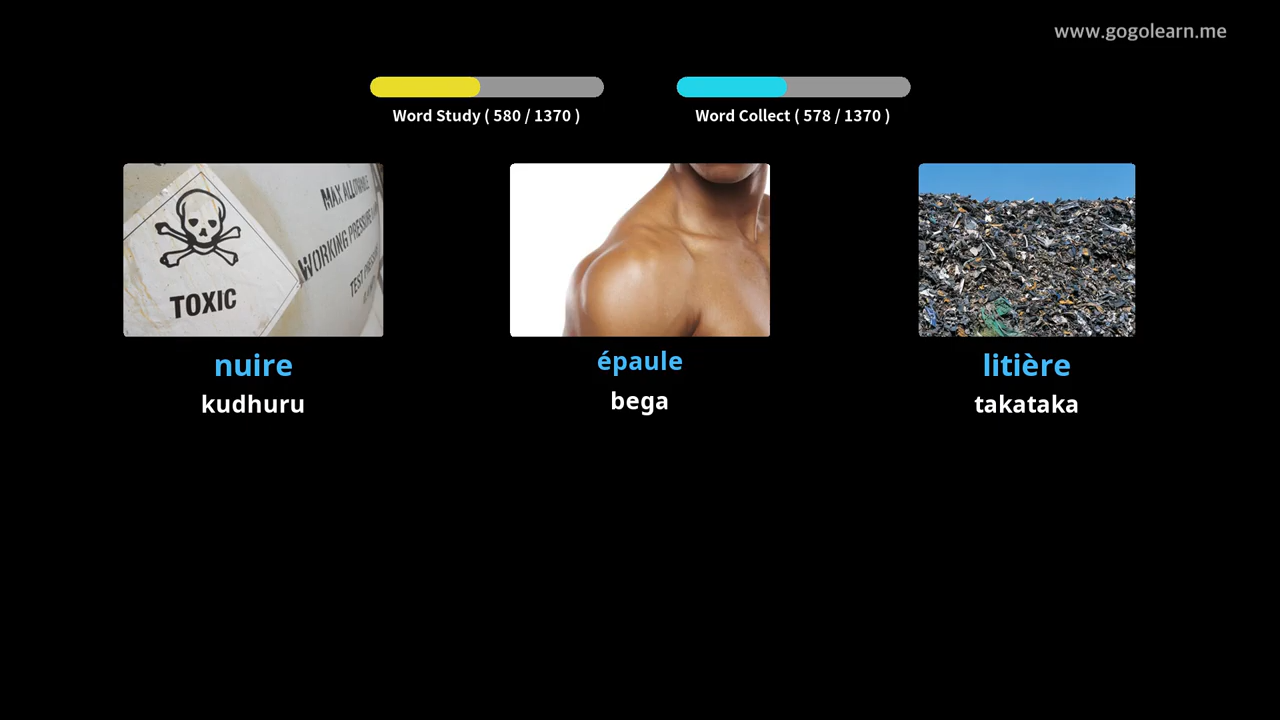 www.gogolearn.me
Word Study ( 580 / 1370 )
Word Collect ( 578 / 1370 )
TOXIC
MAX ALLOWABLE
WORKING PRESSURE
TEST
nuire
kudhuru
épaule
bega
litière
takataka